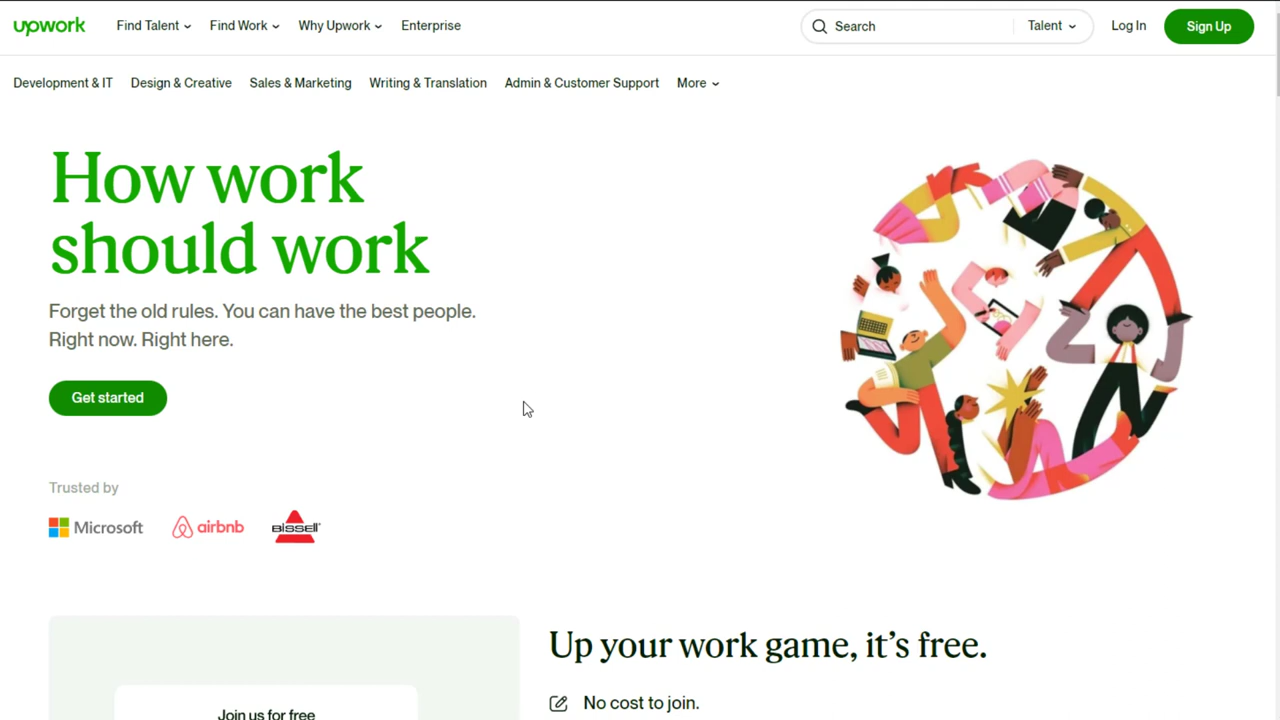 upwork Find Talent Find Work Why Upwork Enterprise Search Talent Log In Sign Up
Development & IT Design & Creative Sales & Marketing Writing & Translation Admin & Customer Support More
How work
should work
Forget the old rules. You can have the best people.
Right now. Right here.
Get started
Trusted by
Microsoft airbnb BISSELL
Up your work game, it's free.
No cost to join.
Join us for free